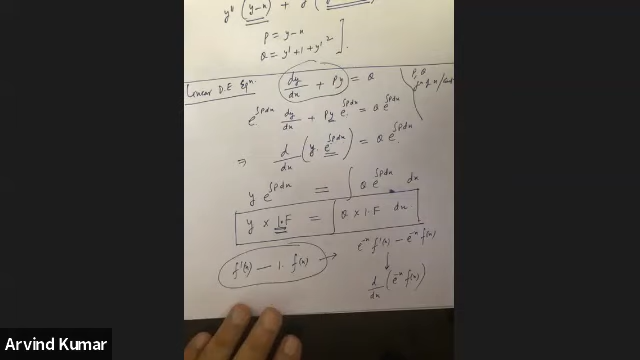 y" (y-x) + y'
P = y-x
Q = y'+1+y'²
Linear D.E Eqⁿ. dy/dx + Py = Q
P, Q
e^∫Pdx dy/dx + Py e^∫Pdx = Q e^∫Pdx
⇒ d/dx (y. e^∫Pdx) = Q e^∫Pdx
y e^∫Pdx = ∫ Q e^∫Pdx dx
y × I.F = ∫ Q × I.F dx
f'(x) — 1. f(x) → e⁻ˣ f'(x) - e⁻ˣ f(x)
↓
d/dx (e⁻ˣ f(x))
Arvind Kumar